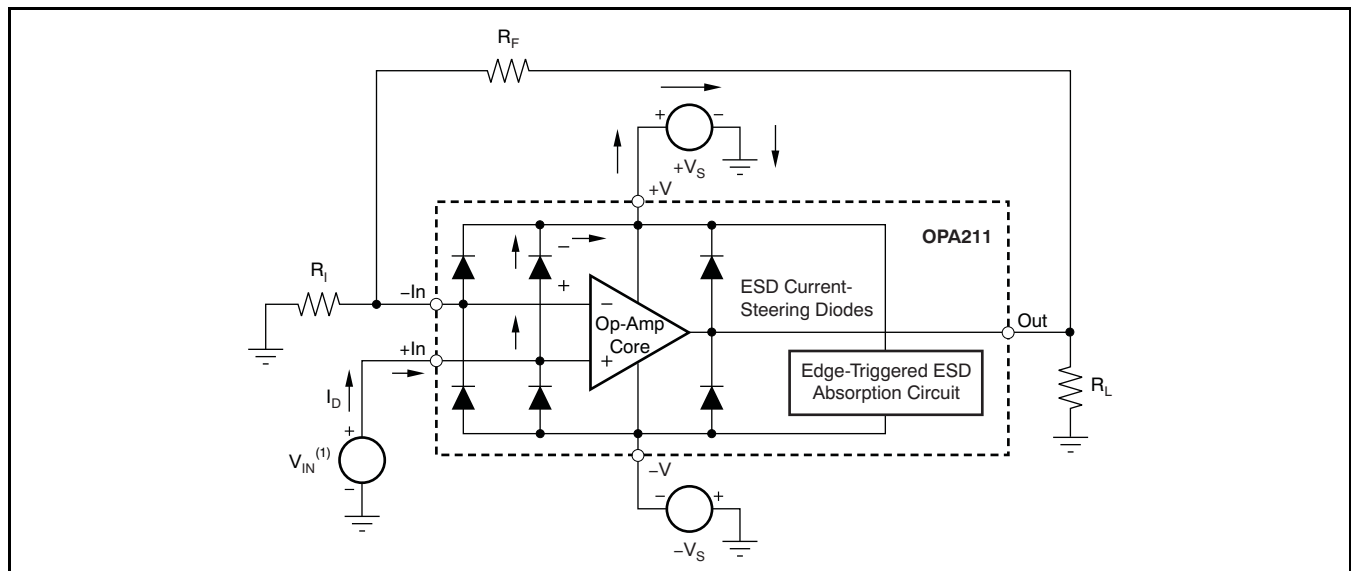 R_F
+ −
+V_S
+V
OPA211
−
+
R_I
−In
−
Op-Amp
Core
+
ESD Current-
Steering Diodes
Out
+In
Edge-Triggered ESD
Absorption Circuit
R_L
I_D
+
V_IN^(1)
−
−V
− +
−V_S